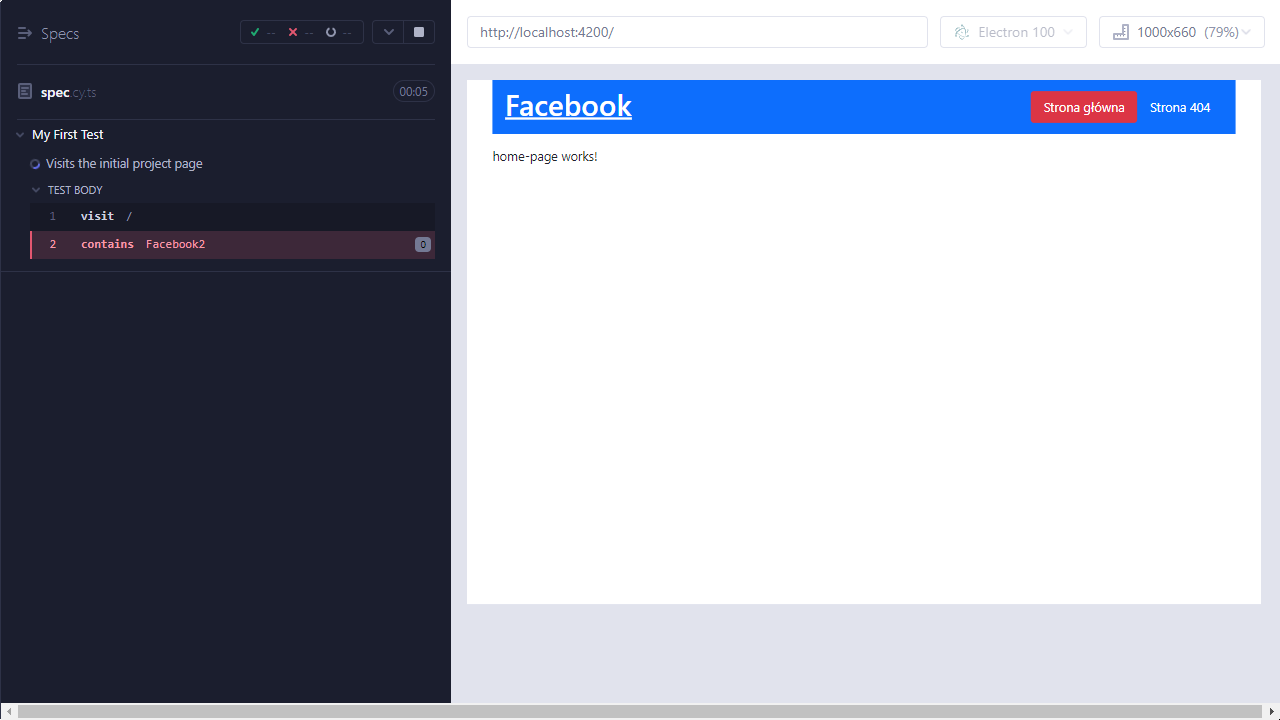 Specs
-- -- --
spec.cy.ts
00:05
My First Test
Visits the initial project page
TEST BODY
1 visit /
2 contains Facebook2 0
http://localhost:4200/
Electron 100
1000x660 (79%)
Facebook
Strona główna
Strona 404
home-page works!